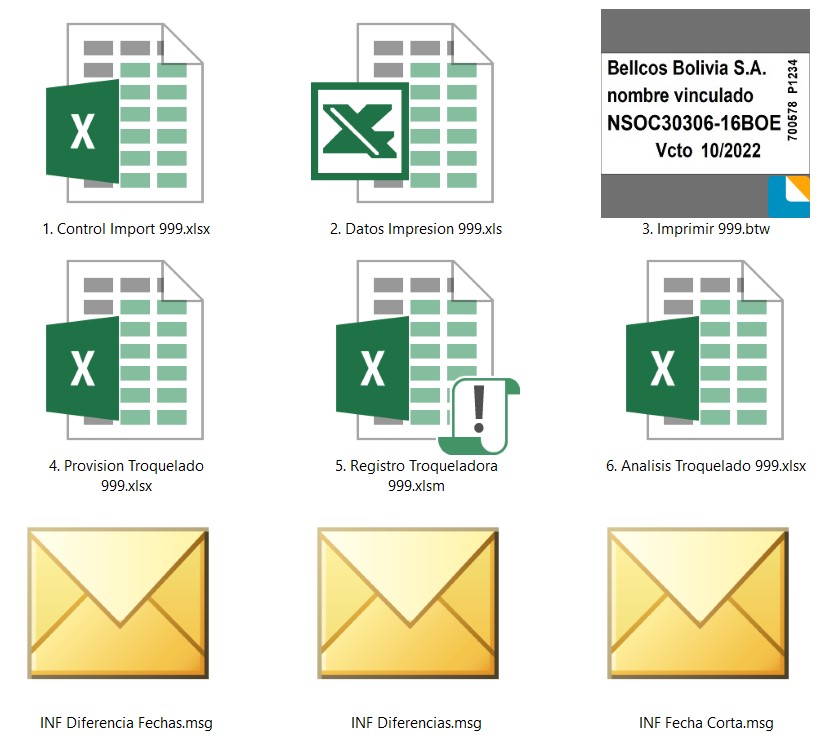 X
X
Bellcos Bolivia S.A.
nombre vinculado
NSOC30306-16BOE
Vcto 10/2022
700578 P1234
1. Control Import 999.xlsx
2. Datos Impresion 999.xls
3. Imprimir 999.btw
X
X
!
X
4. Provision Troquelado
999.xlsx
5. Registro Troqueladora
999.xlsm
6. Analisis Troquelado 999.xlsx
INF Diferencia Fechas.msg
INF Diferencias.msg
INF Fecha Corta.msg